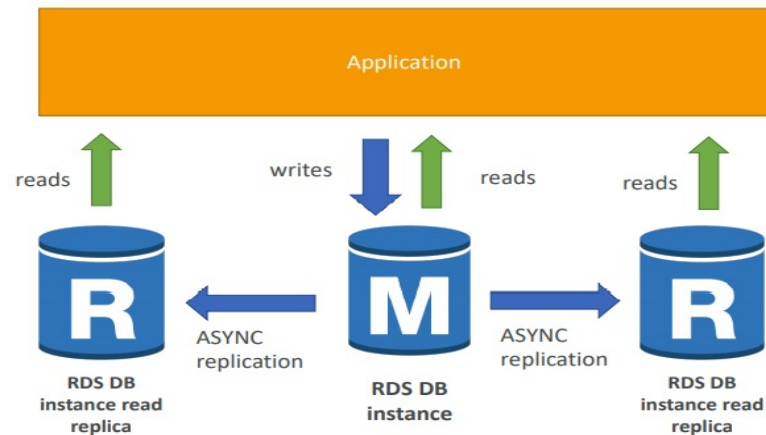 Application
reads
writes
reads
reads
R
M
R
ASYNC
replication
ASYNC
replication
RDS DB
instance read
replica
RDS DB
instance
RDS DB
instance read
replica